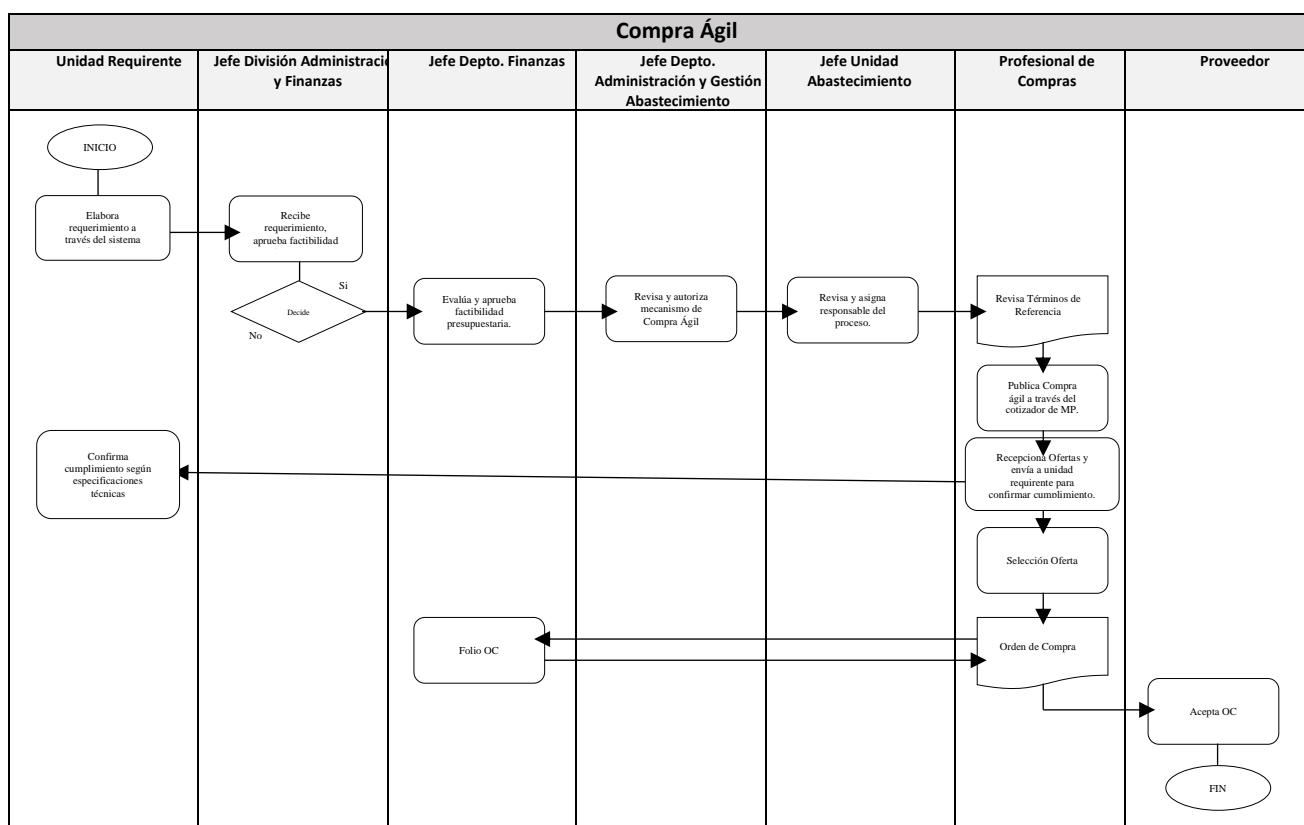 Compra Ágil
Unidad Requirente
Jefe División Administraci
y Finanzas
Jefe Depto. Finanzas
Jefe Depto.
Administración y Gestión
Abastecimiento
Jefe Unidad
Abastecimiento
Profesional de
Compras
Proveedor
INICIO
Elabora
requerimiento a
través del sistema
Recibe
requerimiento,
aprueba factibilidad
Si
Decide
No
Evalúa y aprueba
factibilidad
presupuestaria.
Revisa y autoriza
mecanismo de
Compra Ágil
Revisa y asigna
responsable del
proceso.
Revisa Términos de
Referencia
Publica Compra
ágil a través del
cotizador de MP.
Recepciona Ofertas y
envía a unidad
requirente para
confirmar cumplimiento.
Confirma
cumplimiento según
especificaciones
técnicas
Selección Oferta
Folio OC
Orden de Compra
Acepta OC
FIN